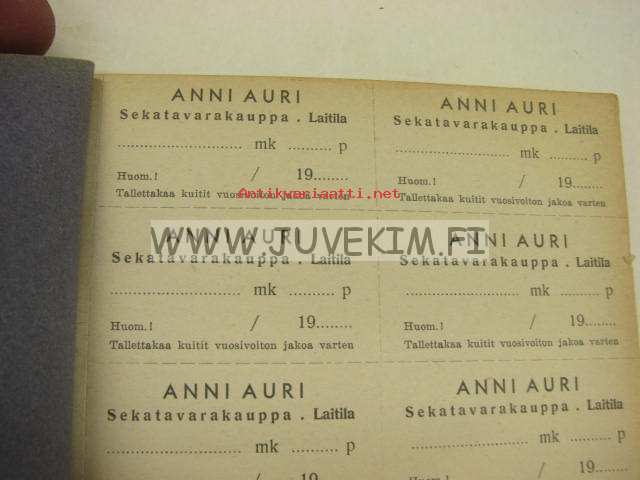 ANNI AURI
Sekatavarakauppa . Laitila
........................... mk ......... p
Huom.! / 19........
Tallettakaa kuitit vuosivoiton jakoa varten
ANNI AURI
Sekatavarakauppa . Laitila
........................ mk ......... p
Huom.! / 19........
Tallettakaa kuitit vuosivoiton jakoa varten
Antikvariaatti.net
ANNI AURI
Sekatavarakauppa . Laitila
............................ mk .......... p
Huom.! / 19........
Tallettakaa kuitit vuosivoiton jakoa varten
ANNI AURI
Sekatavarakauppa . Laitila
........................ mk ......... p
Huom.! / 19........
Tallettakaa kuitit vuosivoiton jakoa varten
WWW.JUVEKIM.FI
ANNI AURI
Sekatavarakauppa . Laitila
............................ mk .......... p
/ 19
ANNI AURI
Sekatavarakauppa . Laitila
......................... mk ......... p
Huom.! / 19........